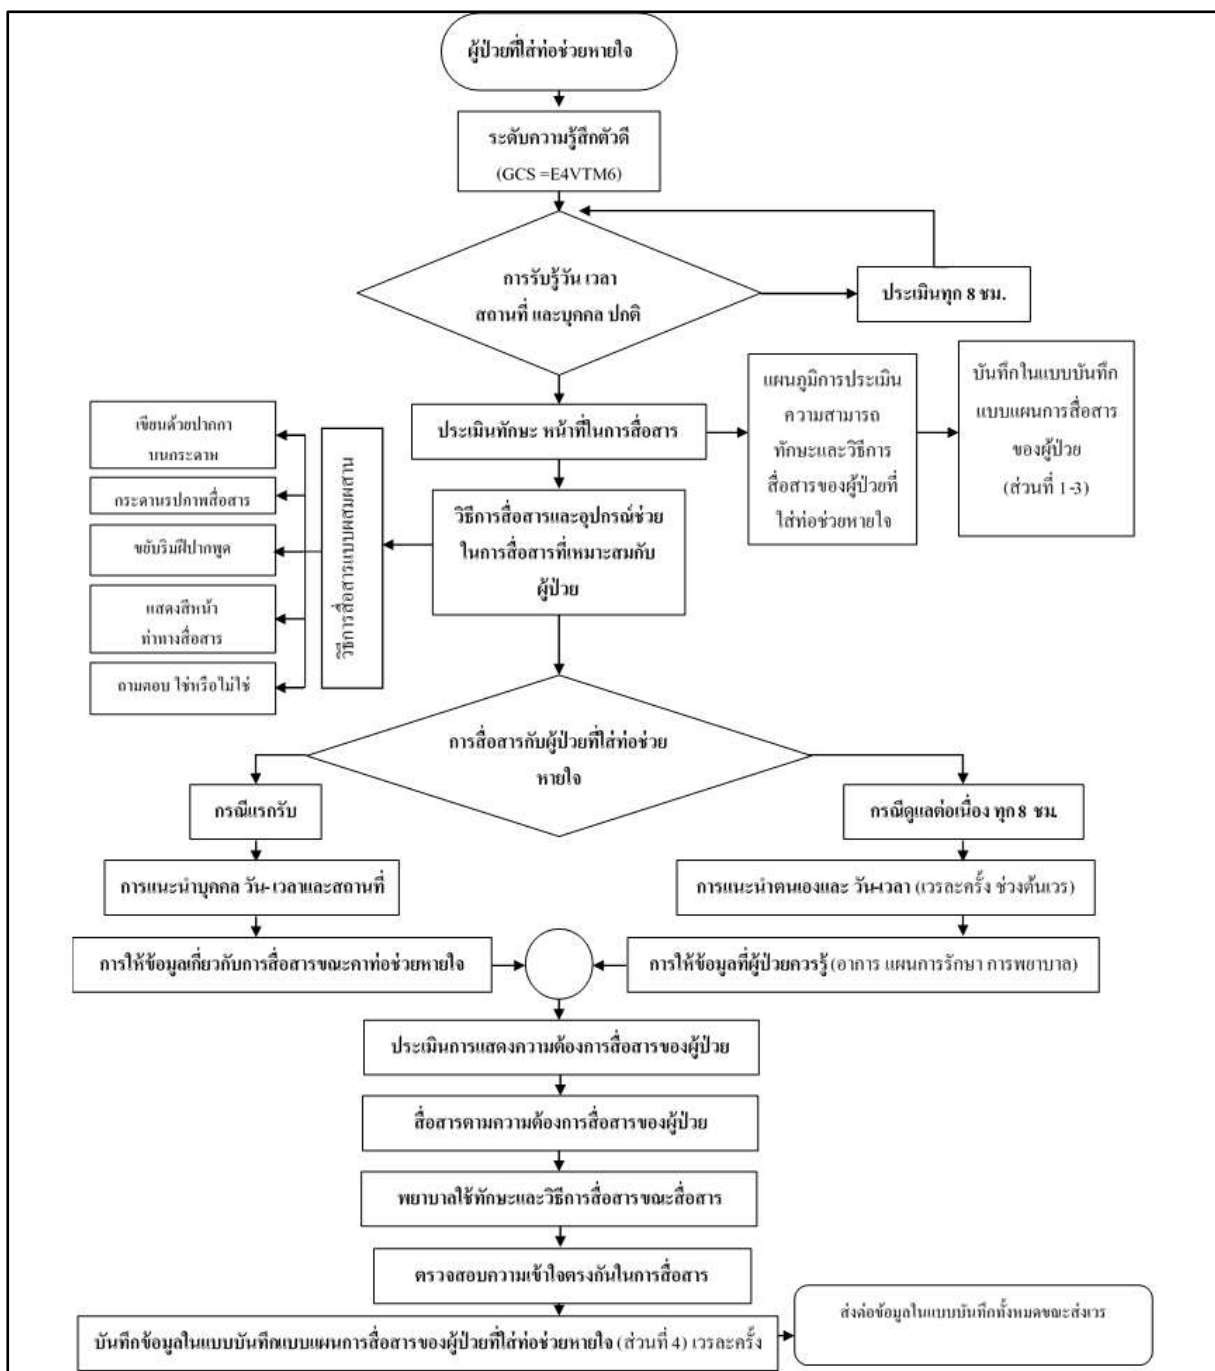 ผู้ป่วยที่ใส่ท่อช่วยหายใจ
ระดับความรู้สึกตัวดี
(GCS =E4VTM6)
การรับรู้วัน เวลา
สถานที่ และบุคคล ปกติ
ประเมินทุก 8 ชม.
ประเมินทักษะ หน้าที่ในการสื่อสาร
แผนภูมิการประเมิน
ความสามารถ
ทักษะและวิธีการ
สื่อสารของผู้ป่วยที่
ใส่ท่อช่วยหายใจ
บันทึกในแบบบันทึก
แบบแผนการสื่อสาร
ของผู้ป่วย
(ส่วนที่ 1-3)
วิธีการสื่อสารและอุปกรณ์ช่วย
ในการสื่อสารที่เหมาะสมกับ
ผู้ป่วย
วิธีการสื่อสารแบบผสมผสาน
เขียนด้วยปากกา
บนกระดาษ
กระดานรูปภาพสื่อสาร
ขยับริมฝีปากพูด
แสดงสีหน้า
ท่าทางสื่อสาร
ถามตอบ ใช่หรือไม่ใช่
การสื่อสารกับผู้ป่วยที่ใส่ท่อช่วย
หายใจ
กรณีแรกรับ
กรณีดูแลต่อเนื่อง ทุก 8 ชม.
การแนะนำบุคคล วัน-เวลาและสถานที่
การแนะนำตนเองและ วัน-เวลา (เวรละครั้ง ช่วงต้นเวร)
การให้ข้อมูลเกี่ยวกับการสื่อสารขณะคาท่อช่วยหายใจ
การให้ข้อมูลที่ผู้ป่วยควรรู้ (อาการ แผนการรักษา การพยาบาล)
ประเมินการแสดงความต้องการสื่อสารของผู้ป่วย
สื่อสารตามความต้องการสื่อสารของผู้ป่วย
พยาบาลใช้ทักษะและวิธีการสื่อสารขณะสื่อสาร
ตรวจสอบความเข้าใจตรงกันในการสื่อสาร
บันทึกข้อมูลในแบบบันทึกแบบแผนการสื่อสารของผู้ป่วยที่ใส่ท่อช่วยหายใจ (ส่วนที่ 4) เวรละครั้ง
ส่งต่อข้อมูลในแบบบันทึกทั้งหมดขณะส่งเวร